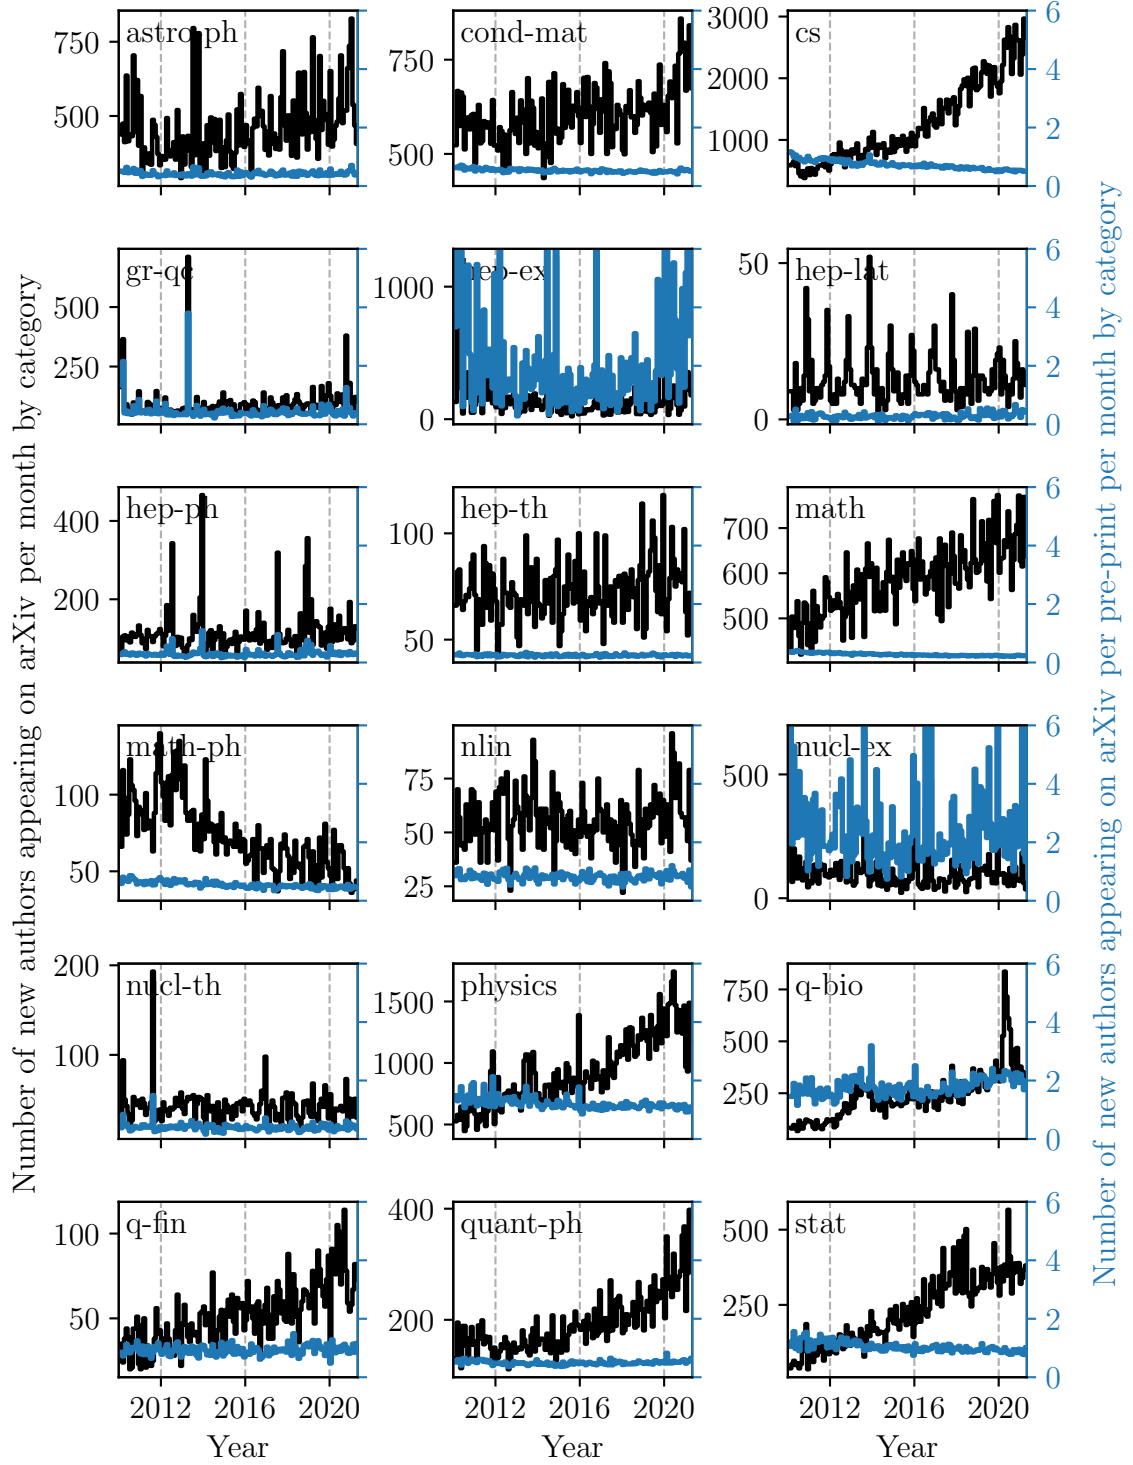 Number of new authors appearing on arXiv per month by category
Number of new authors appearing on arXiv per pre-print per month by category
astro-ph
750
500
cond-mat
750
500
cs
3000
2000
1000
6
4
2
0
gr-qc
500
250
hep-ex
1000
0
hep-lat
50
0
6
4
2
0
hep-ph
400
200
hep-th
100
50
math
700
600
500
6
4
2
0
math-ph
100
50
nlin
75
50
25
nucl-ex
500
0
6
4
2
0
nucl-th
200
100
physics
1500
1000
500
q-bio
750
500
250
6
4
2
0
q-fin
100
50
quant-ph
400
200
stat
500
250
6
4
2
0
2012 2016 2020
2012 2016 2020
2012 2016 2020
Year
Year
Year